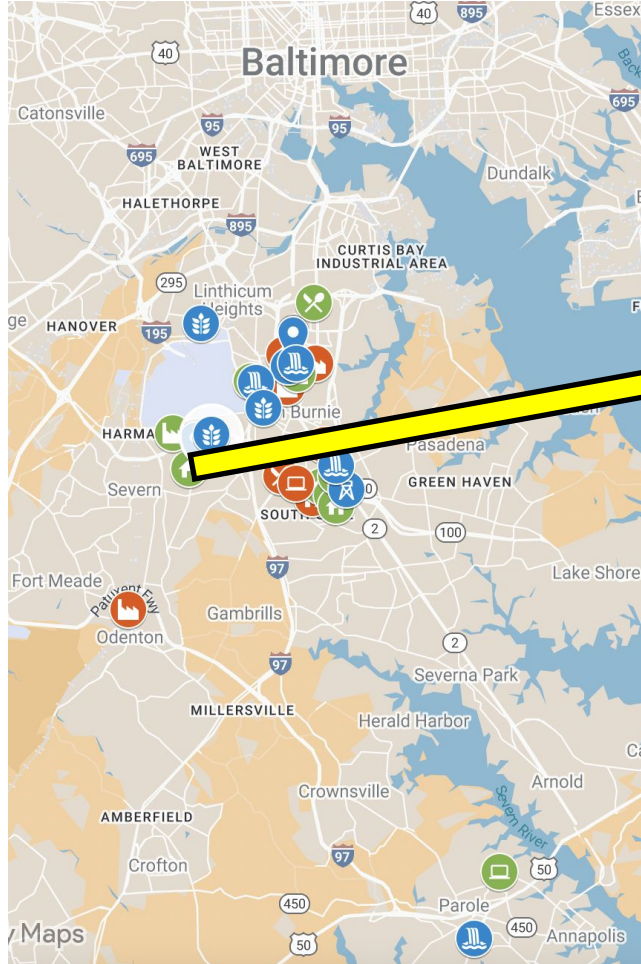 40
895
Essex
40
Baltimore
Back
695
Catonsville
95
95
WEST
BALTIMORE
695
Dundalk
HALETHORPE
895
CURTIS BAY
INDUSTRIAL AREA
295
Linthicum
Heights
HANOVER
195
Burnie
HARMA
Pasadena
Severn
GREEN HAVEN
SOUTH
2
100
97
Fort Meade
Patuxent Fwy
Lake Shore
Gambrills
Odenton
2
97
Severna Park
MILLERSVILLE
Herald Harbor
Arnold
Crownsville
AMBERFIELD
Severn River
97
Crofton
50
450
Parole
Maps
450
50
Annapolis